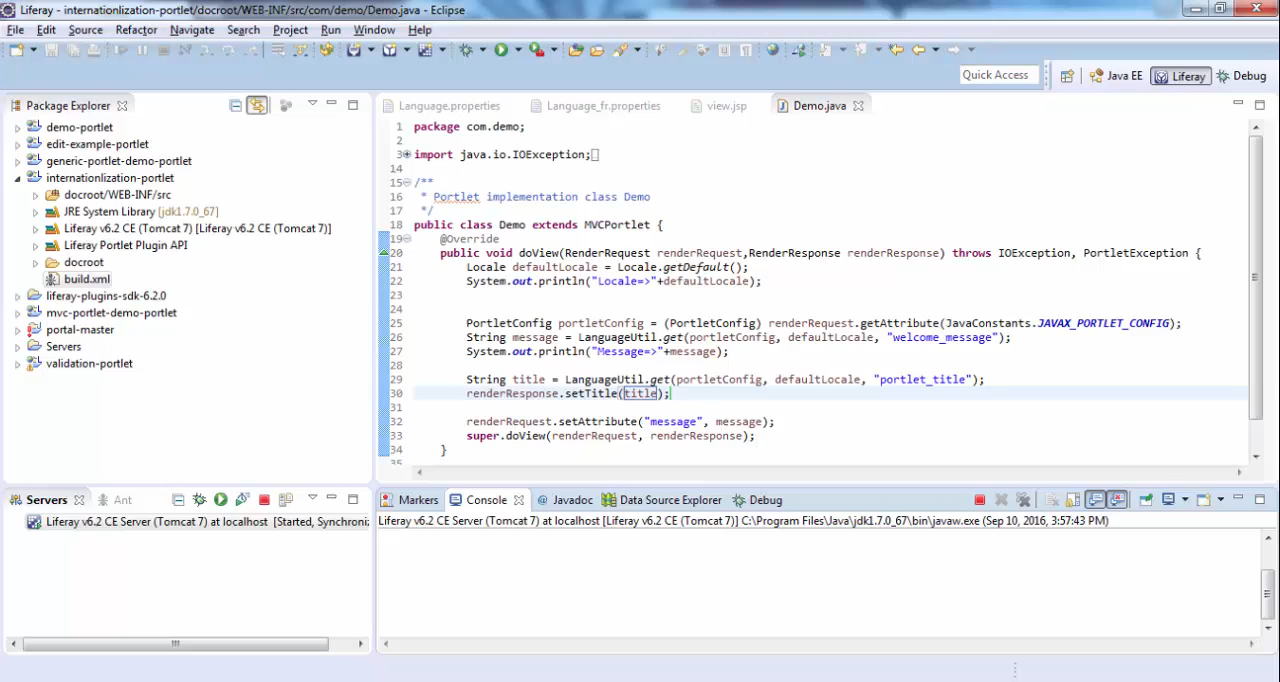 Liferay - internationlization-portlet/docroot/WEB-INF/src/com/demo/Demo.java - Eclipse
File Edit Source Refactor Navigate Search Project Run Window Help
Quick Access Java EE Liferay Debug
Package Explorer
demo-portlet
edit-example-portlet
generic-portlet-demo-portlet
internationlization-portlet
docroot/WEB-INF/src
JRE System Library [jdk1.7.0_67]
Liferay v6.2 CE (Tomcat 7) [Liferay v6.2 CE (Tomcat 7)]
Liferay Portlet Plugin API
docroot
build.xml
liferay-plugins-sdk-6.2.0
mvc-portlet-demo-portlet
portal-master
Servers
validation-portlet
Language.properties Language_fr.properties view.jsp Demo.java
1 package com.demo;
2
3 import java.io.IOException;
14
15 /**
16 * Portlet implementation class Demo
17 */
18 public class Demo extends MVCPortlet {
19 @Override
20 public void doView(RenderRequest renderRequest,RenderResponse renderResponse) throws IOException, PortletException {
21 Locale defaultLocale = Locale.getDefault();
22 System.out.println("Locale=>"+defaultLocale);
23
24
25 PortletConfig portletConfig = (PortletConfig) renderRequest.getAttribute(JavaConstants.JAVAX_PORTLET_CONFIG);
26 String message = LanguageUtil.get(portletConfig, defaultLocale, "welcome_message");
27 System.out.println("Message=>"+message);
28
29 String title = LanguageUtil.get(portletConfig, defaultLocale, "portlet_title");
30 renderResponse.setTitle(title);
31
32 renderRequest.setAttribute("message", message);
33 super.doView(renderRequest, renderResponse);
34 }
35
Servers Ant
Liferay v6.2 CE Server (Tomcat 7) at localhost [Started, Synchroni
Markers Console Javadoc Data Source Explorer Debug
Liferay v6.2 CE Server (Tomcat 7) at localhost [Liferay v6.2 CE (Tomcat 7)] C:\Program Files\Java\jdk1.7.0_67\bin\javaw.exe (Sep 10, 2016, 3:57:43 PM)